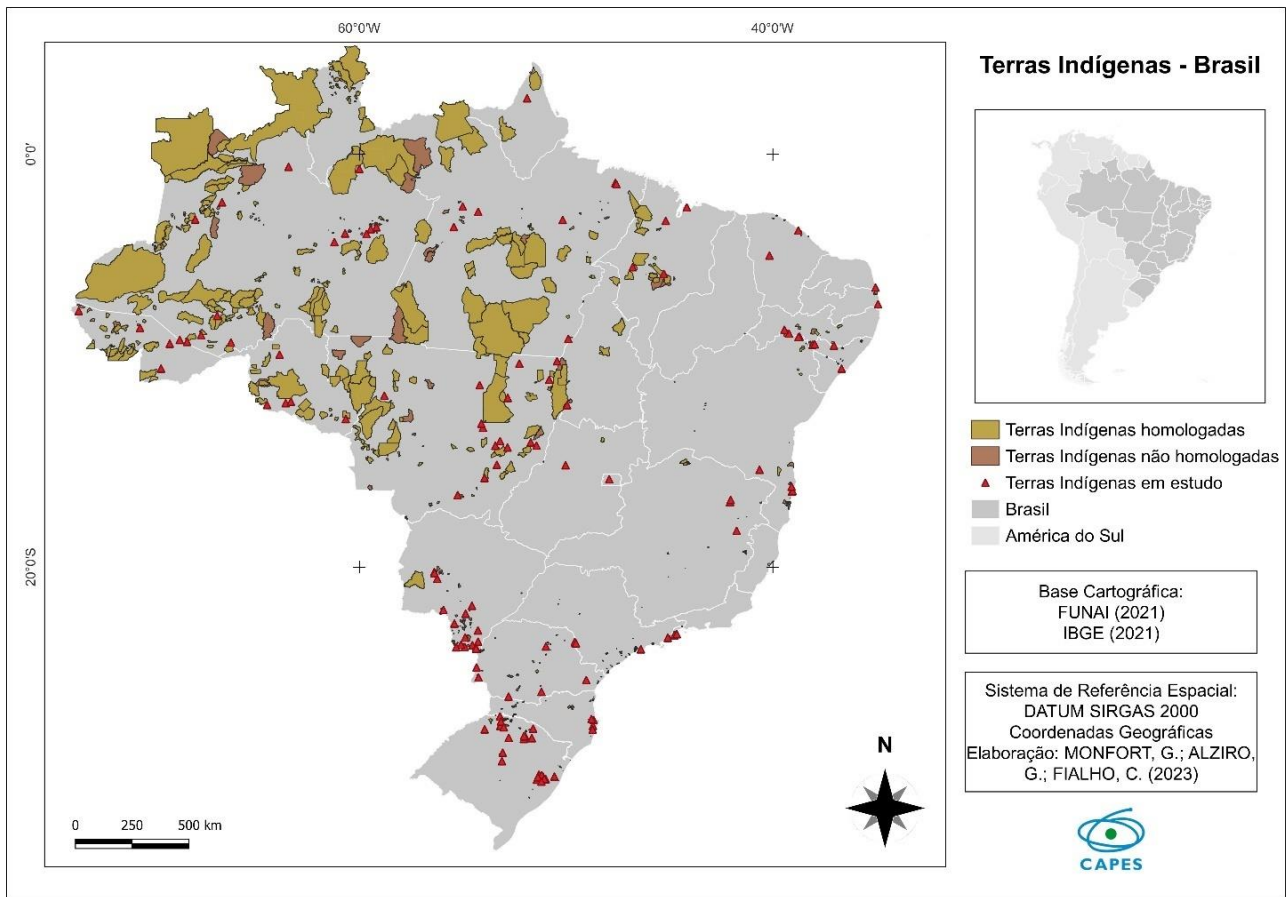 60°0'W
40°0'W
0°0'
20°0'S
N
0 250 500 km
Terras Indígenas - Brasil
Terras Indígenas homologadas
Terras Indígenas não homologadas
Terras Indígenas em estudo
Brasil
América do Sul
Base Cartográfica:
FUNAI (2021)
IBGE (2021)
Sistema de Referência Espacial:
DATUM SIRGAS 2000
Coordenadas Geográficas
Elaboração: MONFORT, G.; ALZIRO,
G.; FIALHO, C. (2023)
CAPES